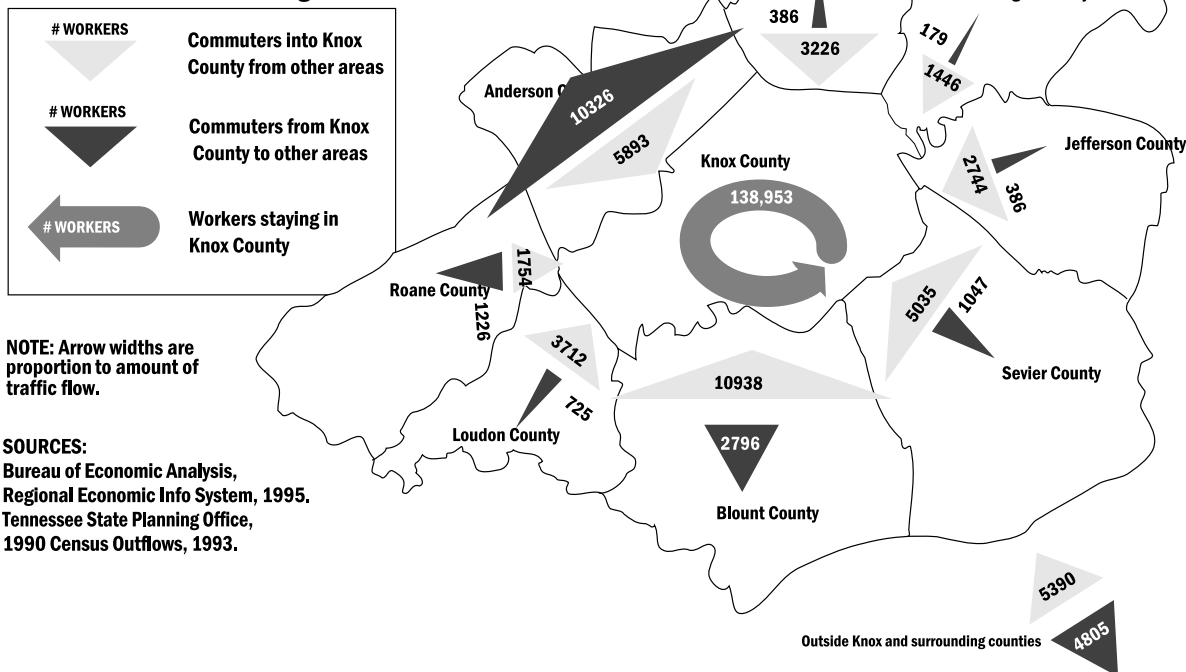 # WORKERS
Commuters into Knox
County from other areas
# WORKERS
Commuters from Knox
County to other areas
# WORKERS
Workers staying in
Knox County
NOTE: Arrow widths are
proportion to amount of
traffic flow.
SOURCES:
Bureau of Economic Analysis,
Regional Economic Info System, 1995.
Tennessee State Planning Office,
1990 Census Outflows, 1993.
386
3226
179
1446
Anderson
10326
5893
Knox County
138,953
Jefferson County
2744
386
Roane County
1754
1226
5035
1047
Sevier County
3712
725
Loudon County
10938
2796
Blount County
5390
Outside Knox and surrounding counties
4805